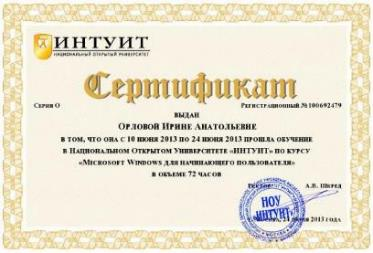 ИНТУИТ
НАЦИОНАЛЬНЫЙ ОТКРЫТЫЙ УНИВЕРСИТЕТ
Сертификат
Серия О Регистрационный №100692479
ВЫДАН
Орловой Ирине Анатольевне
В ТОМ, ЧТО ОНА С 10 ИЮНЯ 2013 ПО 24 ИЮНЯ 2013 ПРОШЛА ОБУЧЕНИЕ
В Национальном Открытом Университете «ИНТУИТ» ПО КУРСУ
«Microsoft Windows для начинающего пользователя»
В ОБЪЕМЕ 72 ЧАСОВ
Ректор А.В. Шкред
НОУ
ИНТУИТ
24 июня 2013 ГОДА